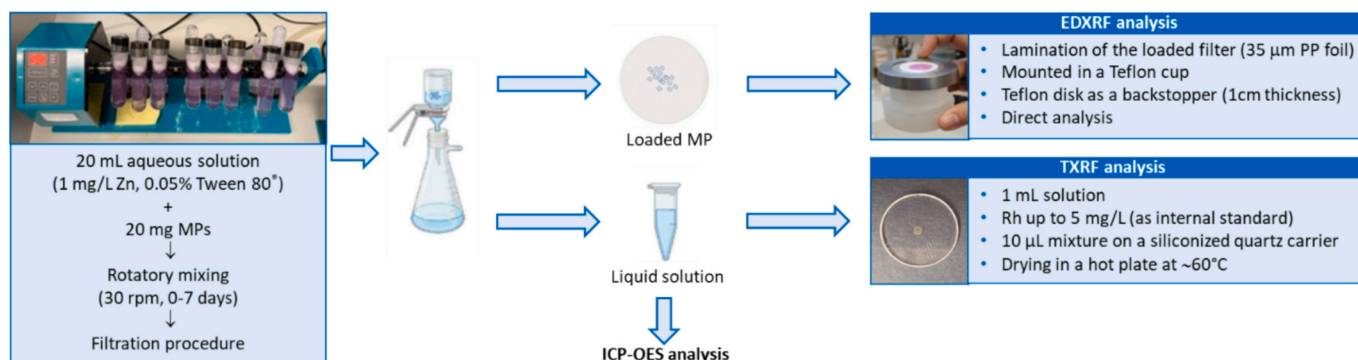 20 mL aqueous solution
(1 mg/L Zn, 0.05% Tween 80®)
+
20 mg MPs
↓
Rotatory mixing
(30 rpm, 0-7 days)
↓
Filtration procedure
Loaded MP
Liquid solution
ICP-OES analysis
EDXRF analysis
• Lamination of the loaded filter (35 µm PP foil)
• Mounted in a Teflon cup
• Teflon disk as a backstopper (1cm thickness)
• Direct analysis
TXRF analysis
• 1 mL solution
• Rh up to 5 mg/L (as internal standard)
• 10 µL mixture on a siliconized quartz carrier
• Drying in a hot plate at ~60°C